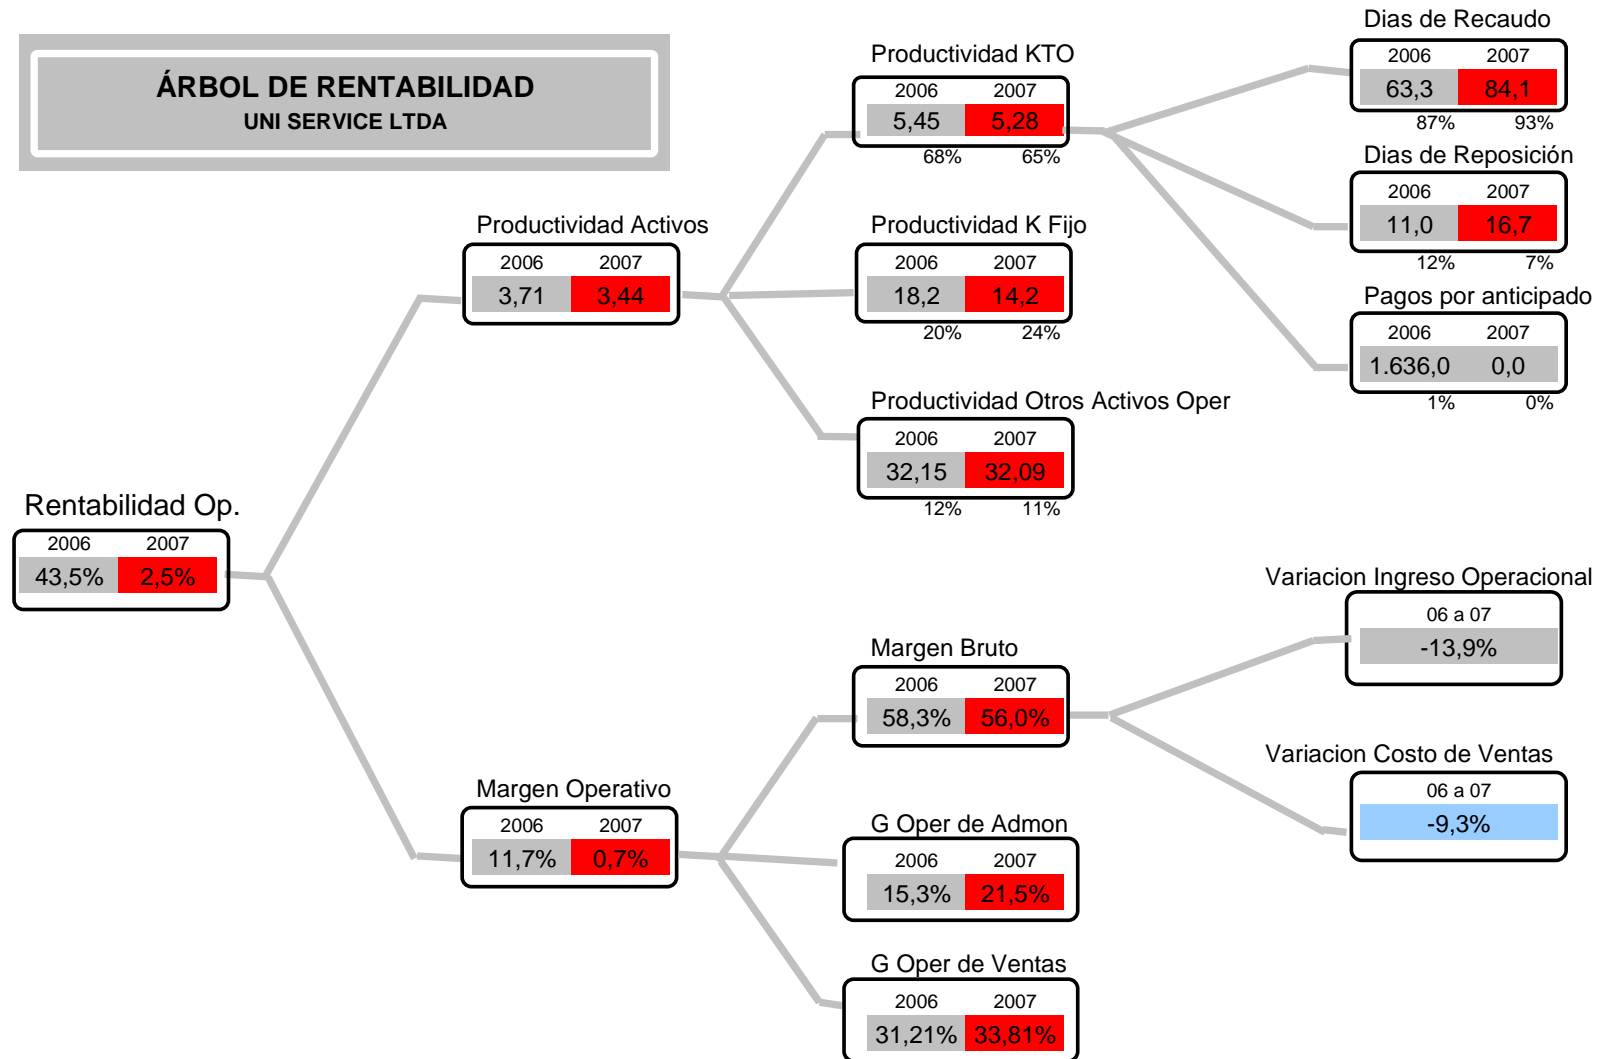 ÁRBOL DE RENTABILIDAD
UNI SERVICE LTDA
Rentabilidad Op.
2006 2007
43,5% 2,5%
Productividad Activos
2006 2007
3,71 3,44
Margen Operativo
2006 2007
11,7% 0,7%
Productividad KTO
2006 2007
5,45 5,28
68% 65%
Productividad K Fijo
2006 2007
18,2 14,2
20% 24%
Productividad Otros Activos Oper
2006 2007
32,15 32,09
12% 11%
Margen Bruto
2006 2007
58,3% 56,0%
G Oper de Admon
2006 2007
15,3% 21,5%
G Oper de Ventas
2006 2007
31,21% 33,81%
Dias de Recaudo
2006 2007
63,3 84,1
87% 93%
Dias de Reposición
2006 2007
11,0 16,7
12% 7%
Pagos por anticipado
2006 2007
1.636,0 0,0
1% 0%
Variacion Ingreso Operacional
06 a 07
-13,9%
Variacion Costo de Ventas
06 a 07
-9,3%